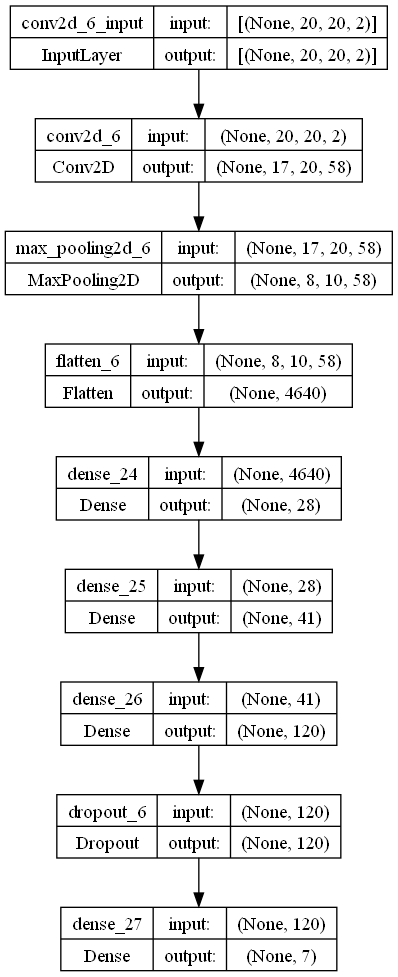 conv2d_6_input input: [(None, 20, 20, 2)]
InputLayer output: [(None, 20, 20, 2)]
conv2d_6 input: (None, 20, 20, 2)
Conv2D output: (None, 17, 20, 58)
max_pooling2d_6 input: (None, 17, 20, 58)
MaxPooling2D output: (None, 8, 10, 58)
flatten_6 input: (None, 8, 10, 58)
Flatten output: (None, 4640)
dense_24 input: (None, 4640)
Dense output: (None, 28)
dense_25 input: (None, 28)
Dense output: (None, 41)
dense_26 input: (None, 41)
Dense output: (None, 120)
dropout_6 input: (None, 120)
Dropout output: (None, 120)
dense_27 input: (None, 120)
Dense output: (None, 7)